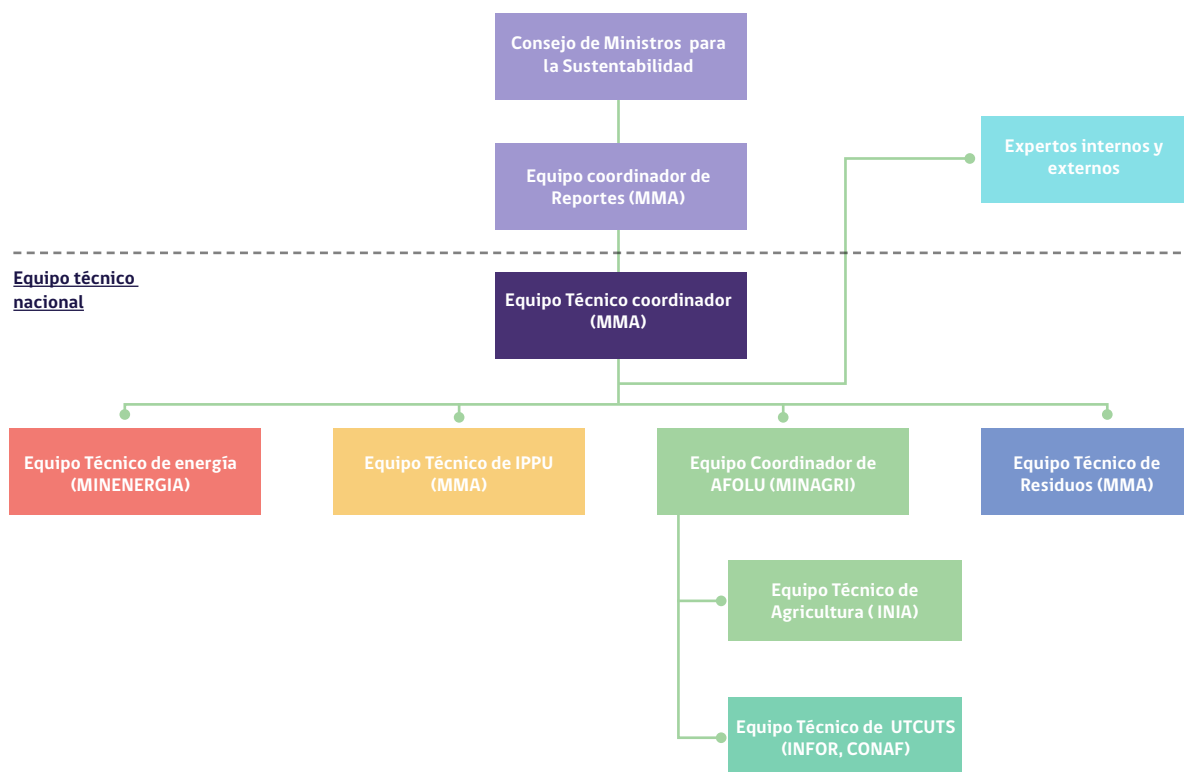 Consejo de Ministros para
la Sustentabilidad
Expertos internos y
externos
Equipo coordinador de
Reportes (MMA)
Equipo técnico
nacional
Equipo Técnico coordinador
(MMA)
Equipo Técnico de energía
(MINENERGIA)
Equipo Técnico de IPPU
(MMA)
Equipo Coordinador de
AFOLU (MINAGRI)
Equipo Técnico de
Residuos (MMA)
Equipo Técnico de
Agricultura ( INIA)
Equipo Técnico de UTCUTS
(INFOR, CONAF)